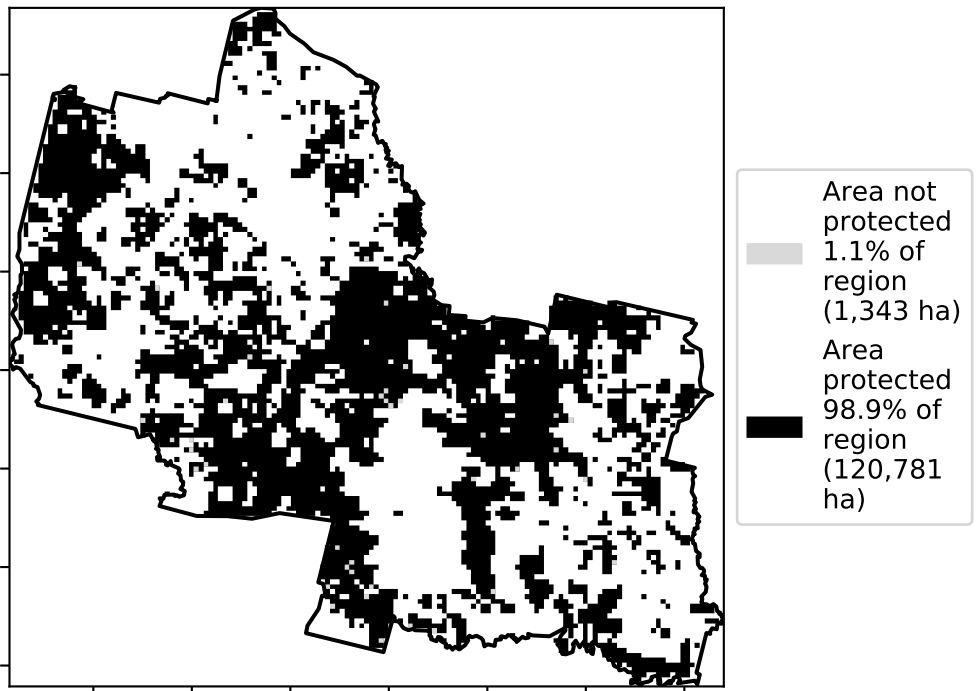 Area not
protected
1.1% of
region
(1,343 ha)
Area
protected
98.9% of
region
(120,781
ha)